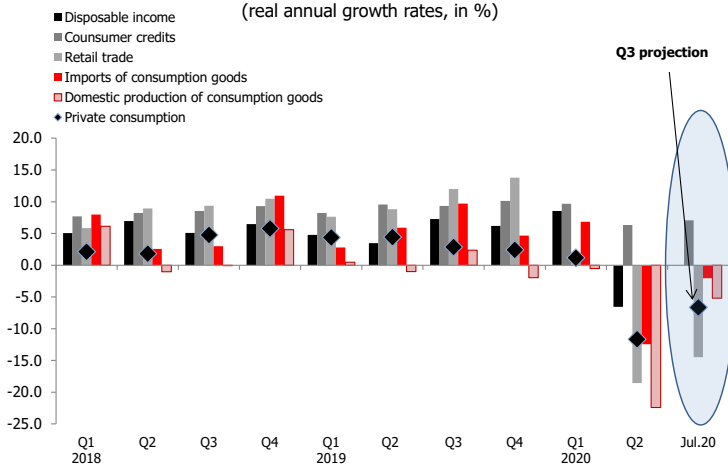 (real annual growth rates, in %)
Disposable income
Counsumer credits
Retail trade
Imports of consumption goods
Domestic production of consumption goods
Private consumption
Q3 projection
20.0
15.0
10.0
5.0
0.0
-5.0
-10.0
-15.0
-20.0
-25.0
Q1 Q2 Q3 Q4 Q1 Q2 Q3 Q4 Q1 Q2 Jul.20
2018 2019 2020